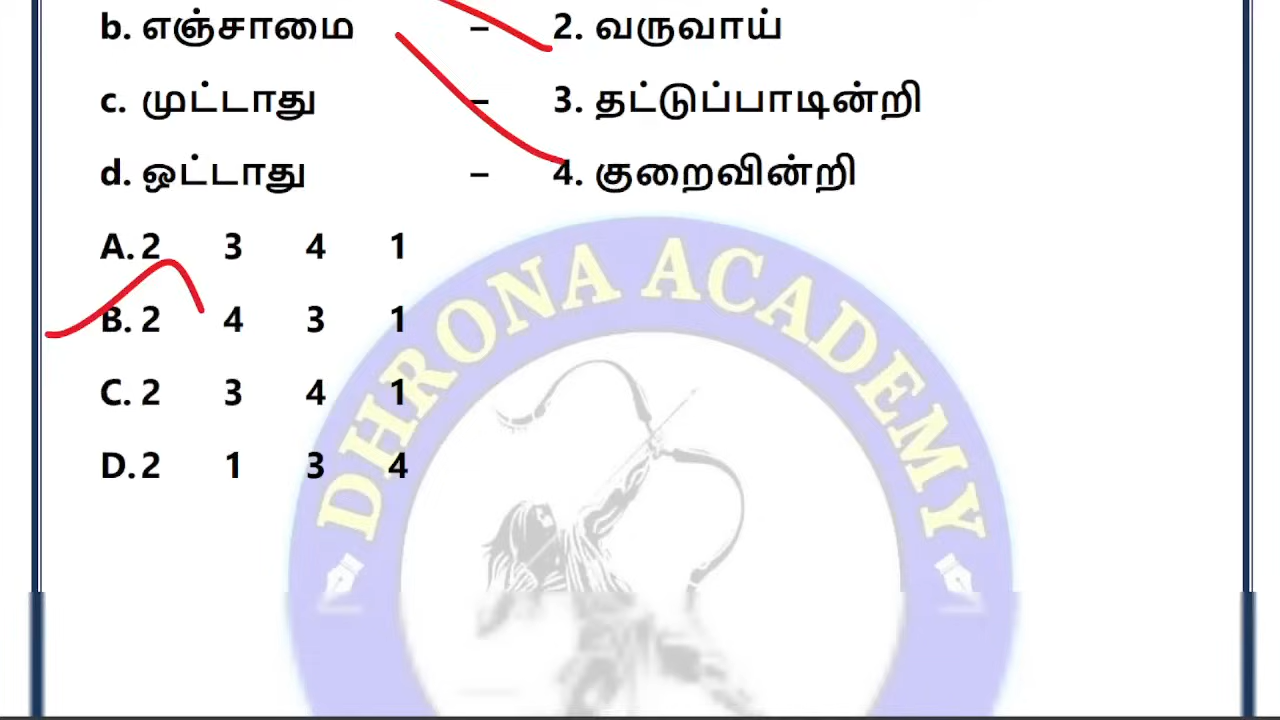 b. எஞ்சாமை – 2. வருவாய்
c. முட்டாது – 3. தட்டுப்பாடின்றி
d. ஒட்டாது – 4. குறைவின்றி
A. 2 3 4 1
B. 2 4 3 1
C. 2 3 4 1
D. 2 1 3 4
DHRONA ACADEMY